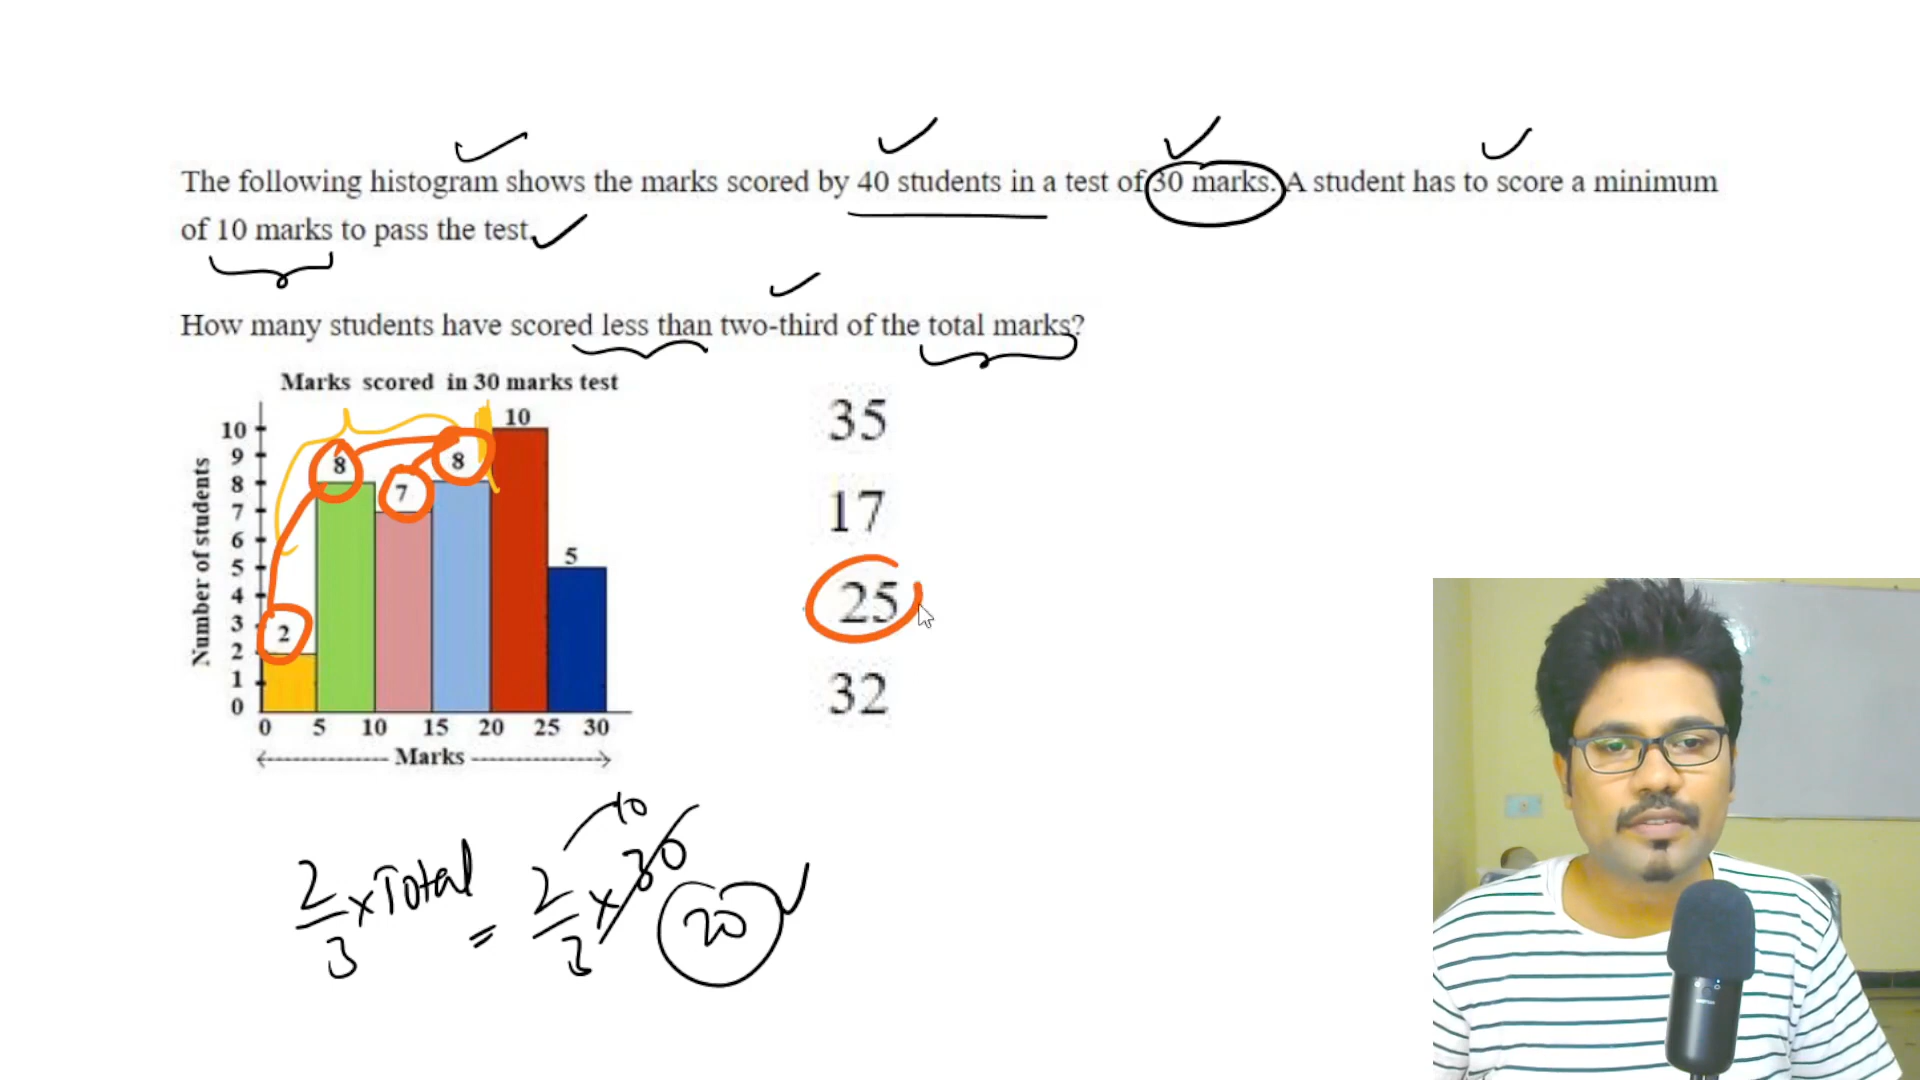 The following histogram shows the marks scored by 40 students in a test of 30 marks. A student has to score a minimum
of 10 marks to pass the test.
How many students have scored less than two-third of the total marks?
Marks scored in 30 marks test
Number of students
10
9
8
7
6
5
4
3
2
1
0
2
8
7
8
10
5
0 5 10 15 20 25 30
Marks
35
17
25
32
2/3 × Total = 2/3 × 30
10
20